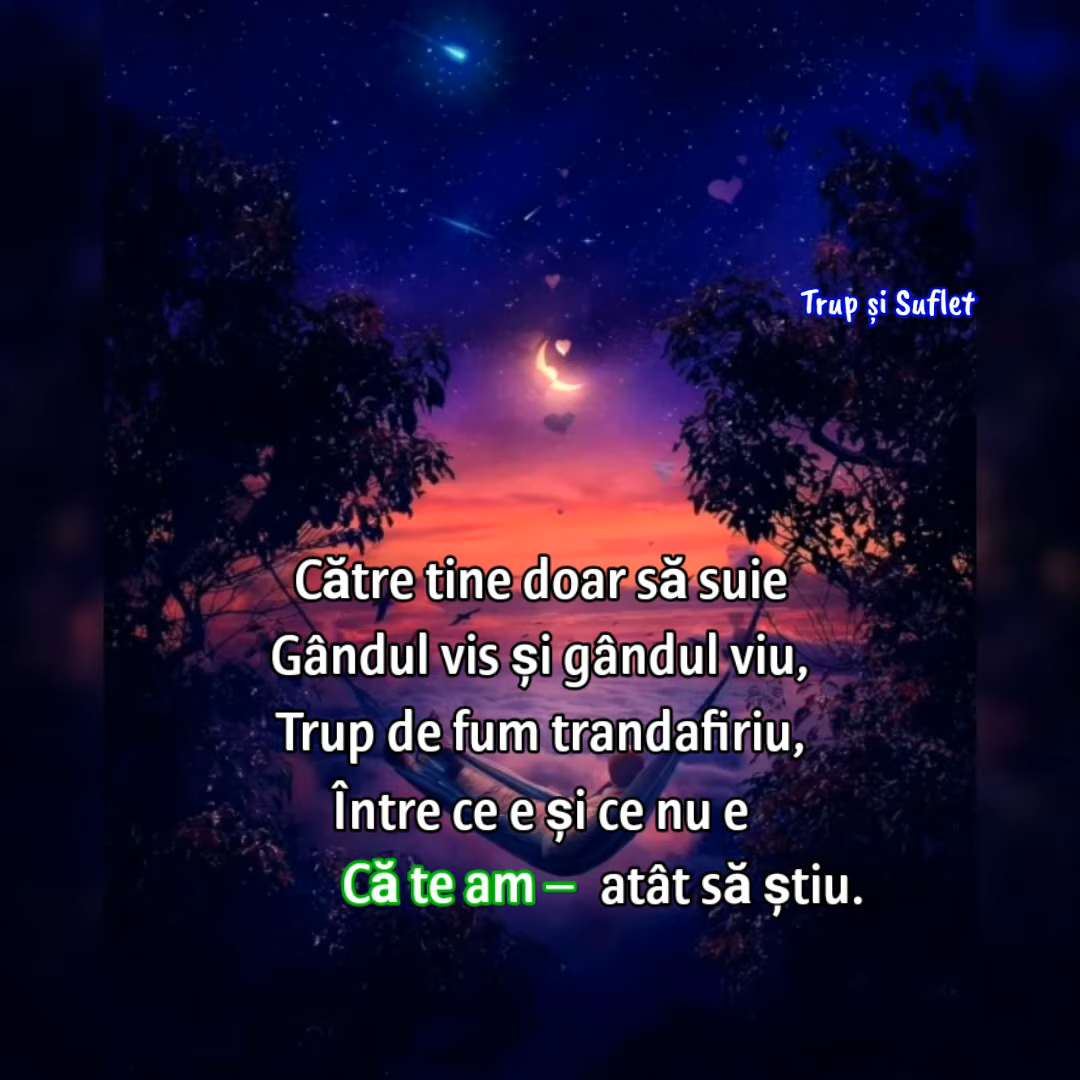 Trup și Suflet
Către tine doar să suie
Gândul vis și gândul viu,
Trup de fum trandafiriu,
Între ce e și ce nu e
Că te am – atât să știu.